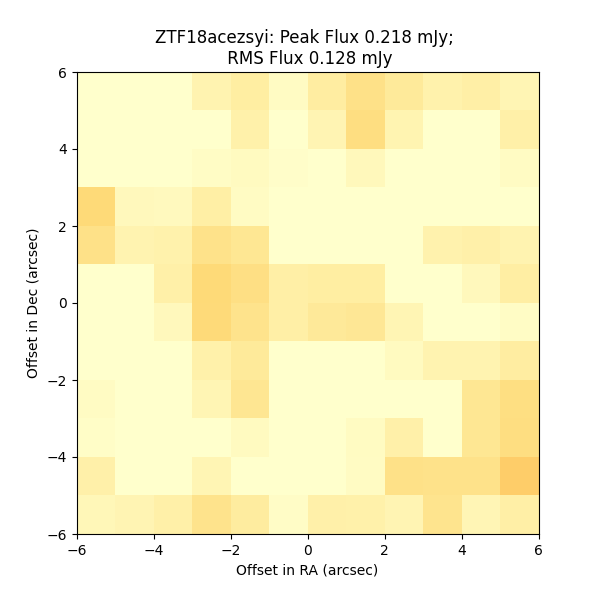 ZTF18acezsyi: Peak Flux 0.218 mJy;
RMS Flux 0.128 mJy
6
4
2
0
−2
−4
−6
Offset in Dec (arcsec)
−6 −4 −2 0 2 4 6
Offset in RA (arcsec)